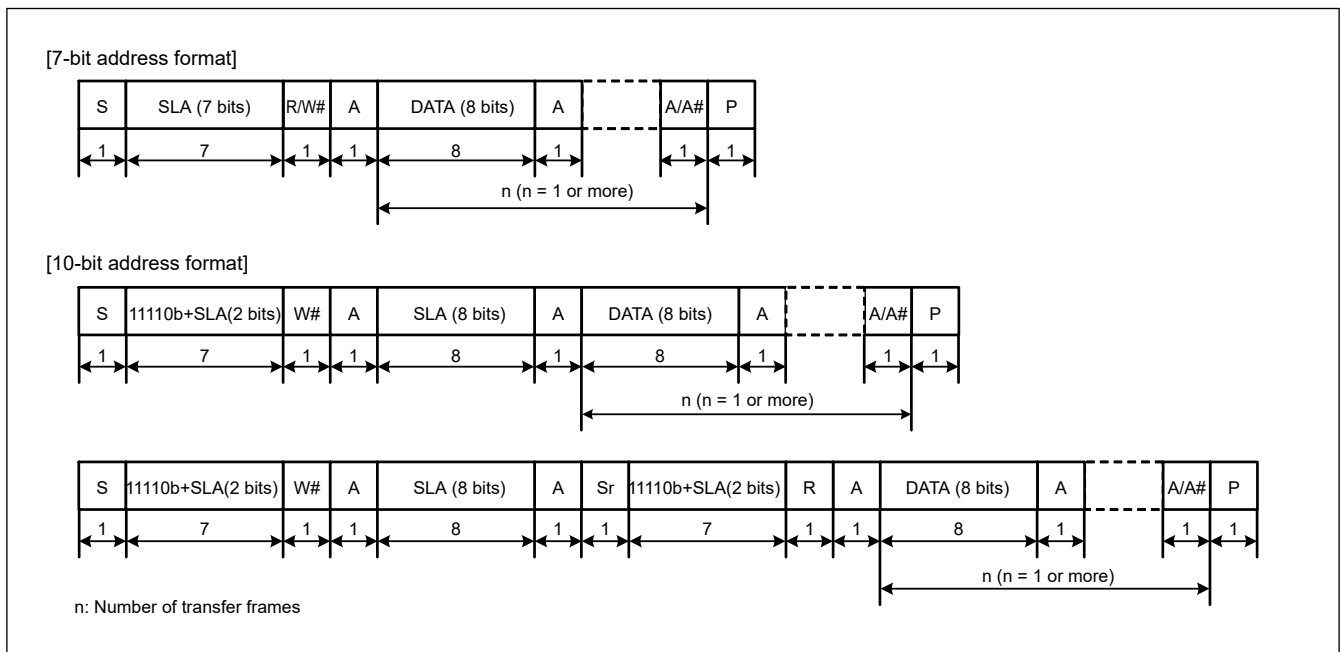 [7-bit address format]
S SLA (7 bits) R/W# A DATA (8 bits) A A/A# P
1 7 1 1 8 1 1 1
n (n = 1 or more)
[10-bit address format]
S 11110b+SLA(2 bits) W# A SLA (8 bits) A DATA (8 bits) A A/A# P
1 7 1 1 8 1 8 1 1 1
n (n = 1 or more)
S 11110b+SLA(2 bits) W# A SLA (8 bits) A Sr 11110b+SLA(2 bits) R A DATA (8 bits) A A/A# P
1 7 1 1 8 1 1 7 1 1 8 1 1 1
n (n = 1 or more)
n: Number of transfer frames